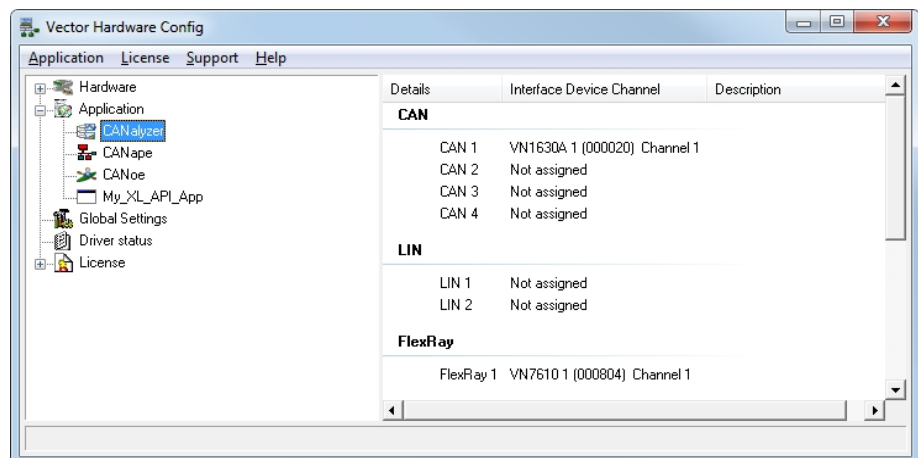 Vector Hardware Config
Application License Support Help
Hardware
Application
CANalyzer
CANape
CANoe
My_XL_API_App
Global Settings
Driver status
License
Details Interface Device Channel Description
CAN
CAN 1 VN1630A 1 (000020) Channel 1
CAN 2 Not assigned
CAN 3 Not assigned
CAN 4 Not assigned
LIN
LIN 1 Not assigned
LIN 2 Not assigned
FlexRay
FlexRay 1 VN7610 1 (000804) Channel 1